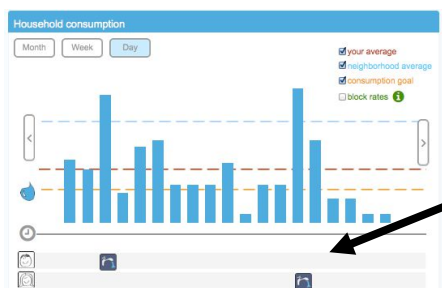 Household consumption
Month Week Day
your average
neighborhood average
consumption goal
block rates i